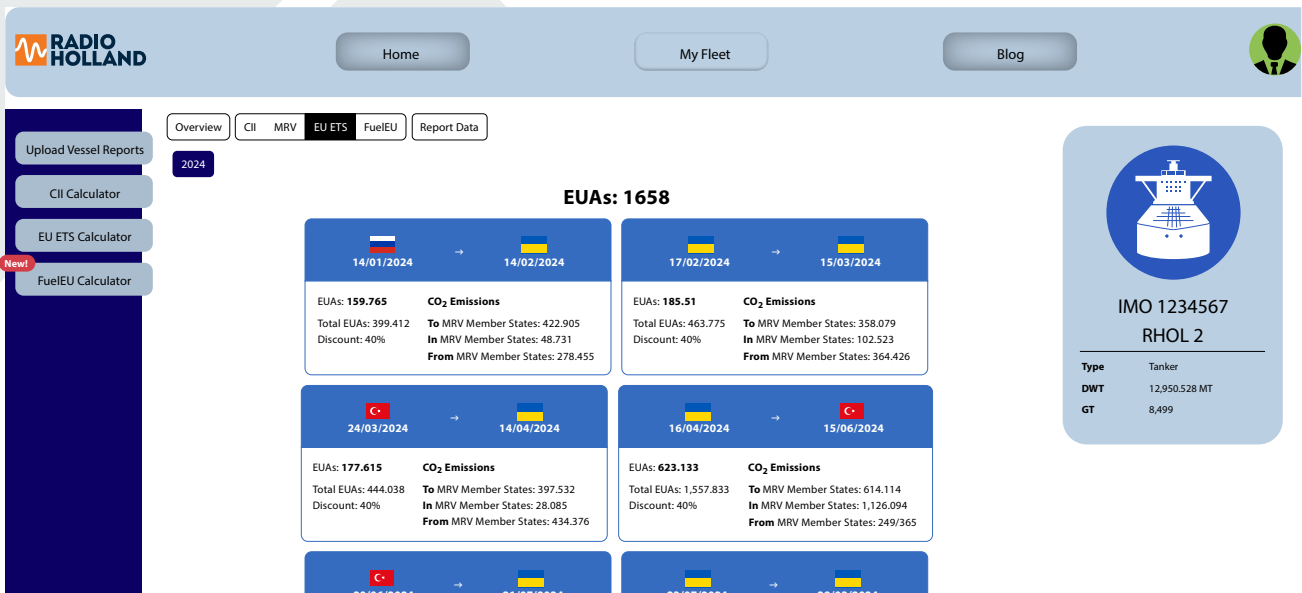 RADIO
HOLLAND
Home
My Fleet
Blog
Upload Vessel Reports
CII Calculator
EU ETS Calculator
New!
FuelEU Calculator
Overview
CII MRV EU ETS FuelEU
Report Data
2024
EUAs: 1658
14/01/2024 → 14/02/2024
EUAs: 159.765
Total EUAs: 399.412
Discount: 40%
CO₂ Emissions
To MRV Member States: 422.905
In MRV Member States: 48.731
From MRV Member States: 278.455
17/02/2024 → 15/03/2024
EUAs: 185.51
Total EUAs: 463.775
Discount: 40%
CO₂ Emissions
To MRV Member States: 358.079
In MRV Member States: 102.523
From MRV Member States: 364.426
24/03/2024 → 14/04/2024
EUAs: 177.615
Total EUAs: 444.038
Discount: 40%
CO₂ Emissions
To MRV Member States: 397.532
In MRV Member States: 28.085
From MRV Member States: 434.376
16/04/2024 → 15/06/2024
EUAs: 623.133
Total EUAs: 1,557.833
Discount: 40%
CO₂ Emissions
To MRV Member States: 614.114
In MRV Member States: 1,126.094
From MRV Member States: 249/365
IMO 1234567
RHOL 2
Type Tanker
DWT 12,950.528 MT
GT 8,499